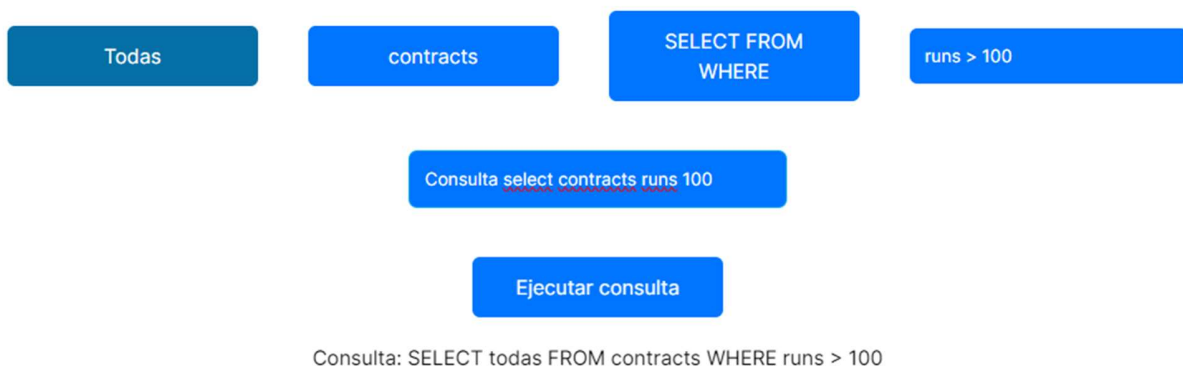 Todas
contracts
SELECT FROM
WHERE
runs > 100
Consulta select contracts runs 100
Ejecutar consulta
Consulta: SELECT todas FROM contracts WHERE runs > 100